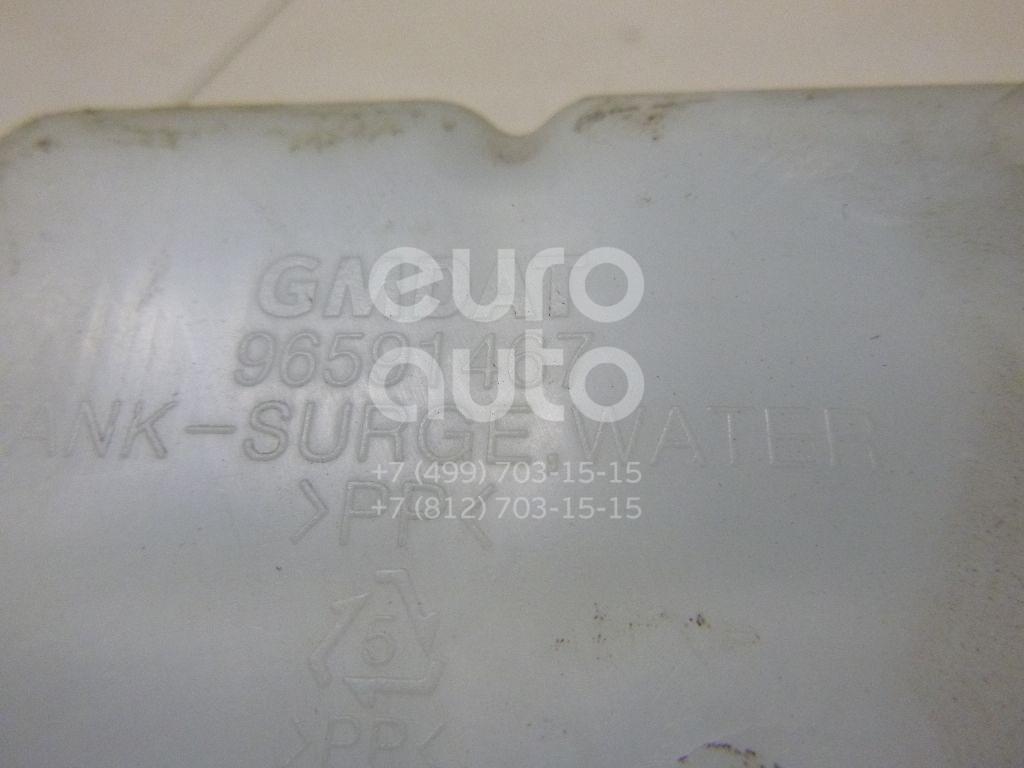 GMDAT
96591467
ANK-SURGE,WATER
>PP<
5
>PP<
euro
auto
+7 (499) 703-15-15
+7 (812) 703-15-15